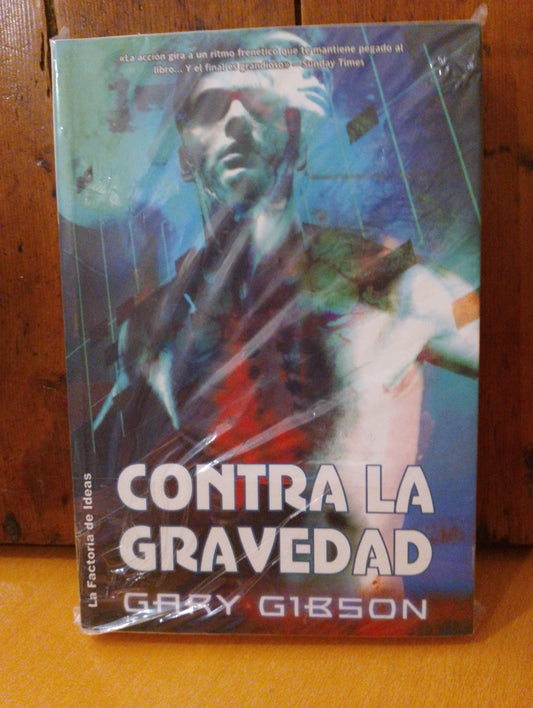 «La acción gira a un ritmo frenético que te mantiene pegado al
libro... Y el final es grandioso» —Sunday Times
La Factoría de Ideas
CONTRA LA
GRAVEDAD
GARY GIBSON